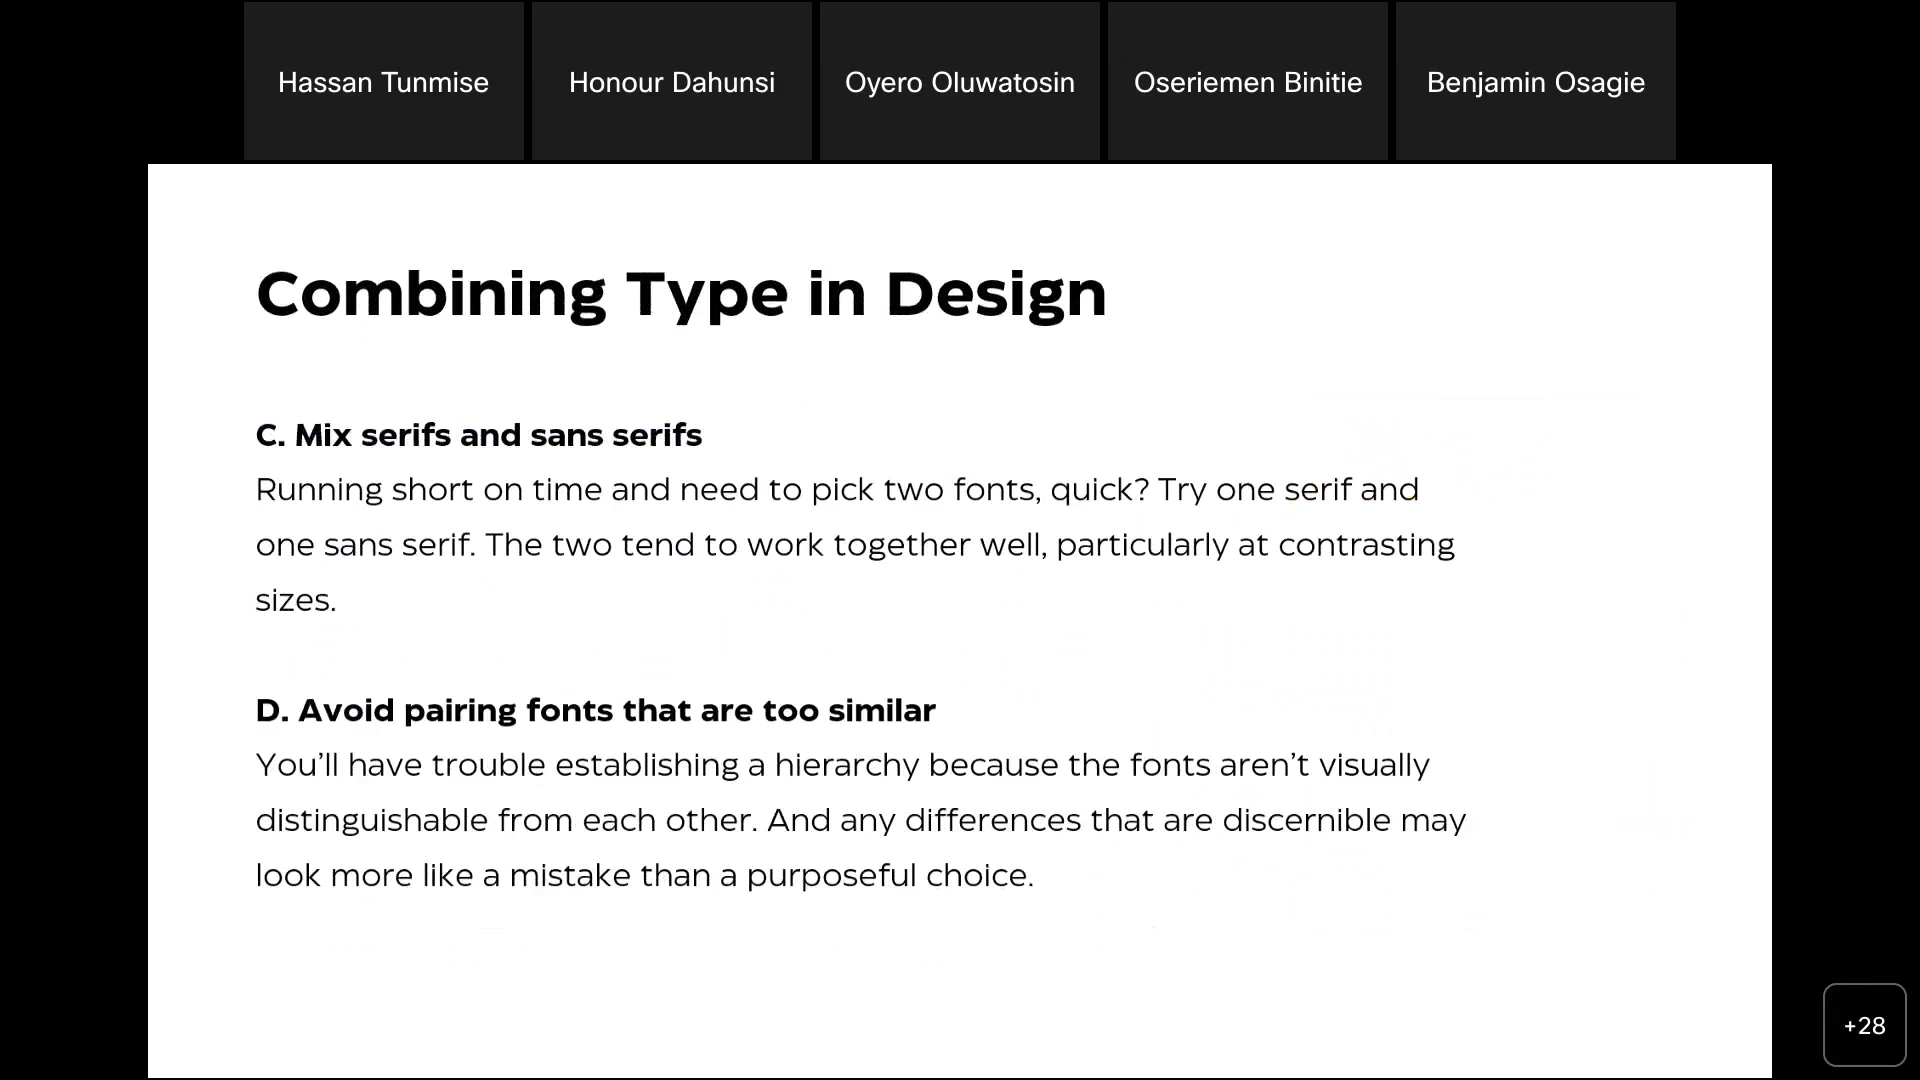 Hassan Tunmise
Honour Dahunsi
Oyero Oluwatosin
Oseriemen Binitie
Benjamin Osagie
Combining Type in Design
C. Mix serifs and sans serifs
Running short on time and need to pick two fonts, quick? Try one serif and
one sans serif. The two tend to work together well, particularly at contrasting
sizes.
D. Avoid pairing fonts that are too similar
You’ll have trouble establishing a hierarchy because the fonts aren’t visually
distinguishable from each other. And any differences that are discernible may
look more like a mistake than a purposeful choice.
+28